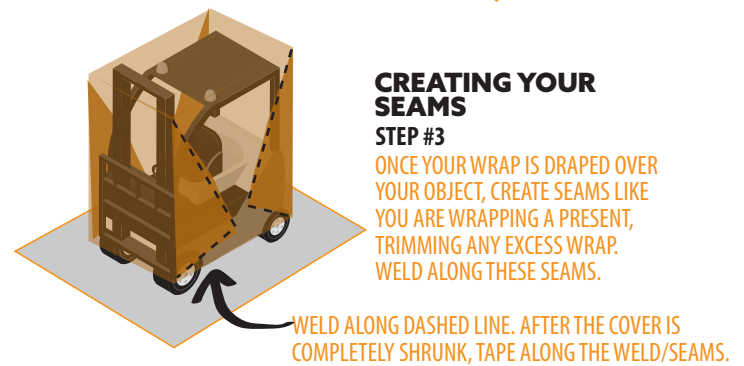 CREATING YOUR
SEAMS
STEP #3
ONCE YOUR WRAP IS DRAPED OVER
YOUR OBJECT, CREATE SEAMS LIKE
YOU ARE WRAPPING A PRESENT,
TRIMMING ANY EXCESS WRAP.
WELD ALONG THESE SEAMS.
WELD ALONG DASHED LINE. AFTER THE COVER IS
COMPLETELY SHRUNK, TAPE ALONG THE WELD/SEAMS.